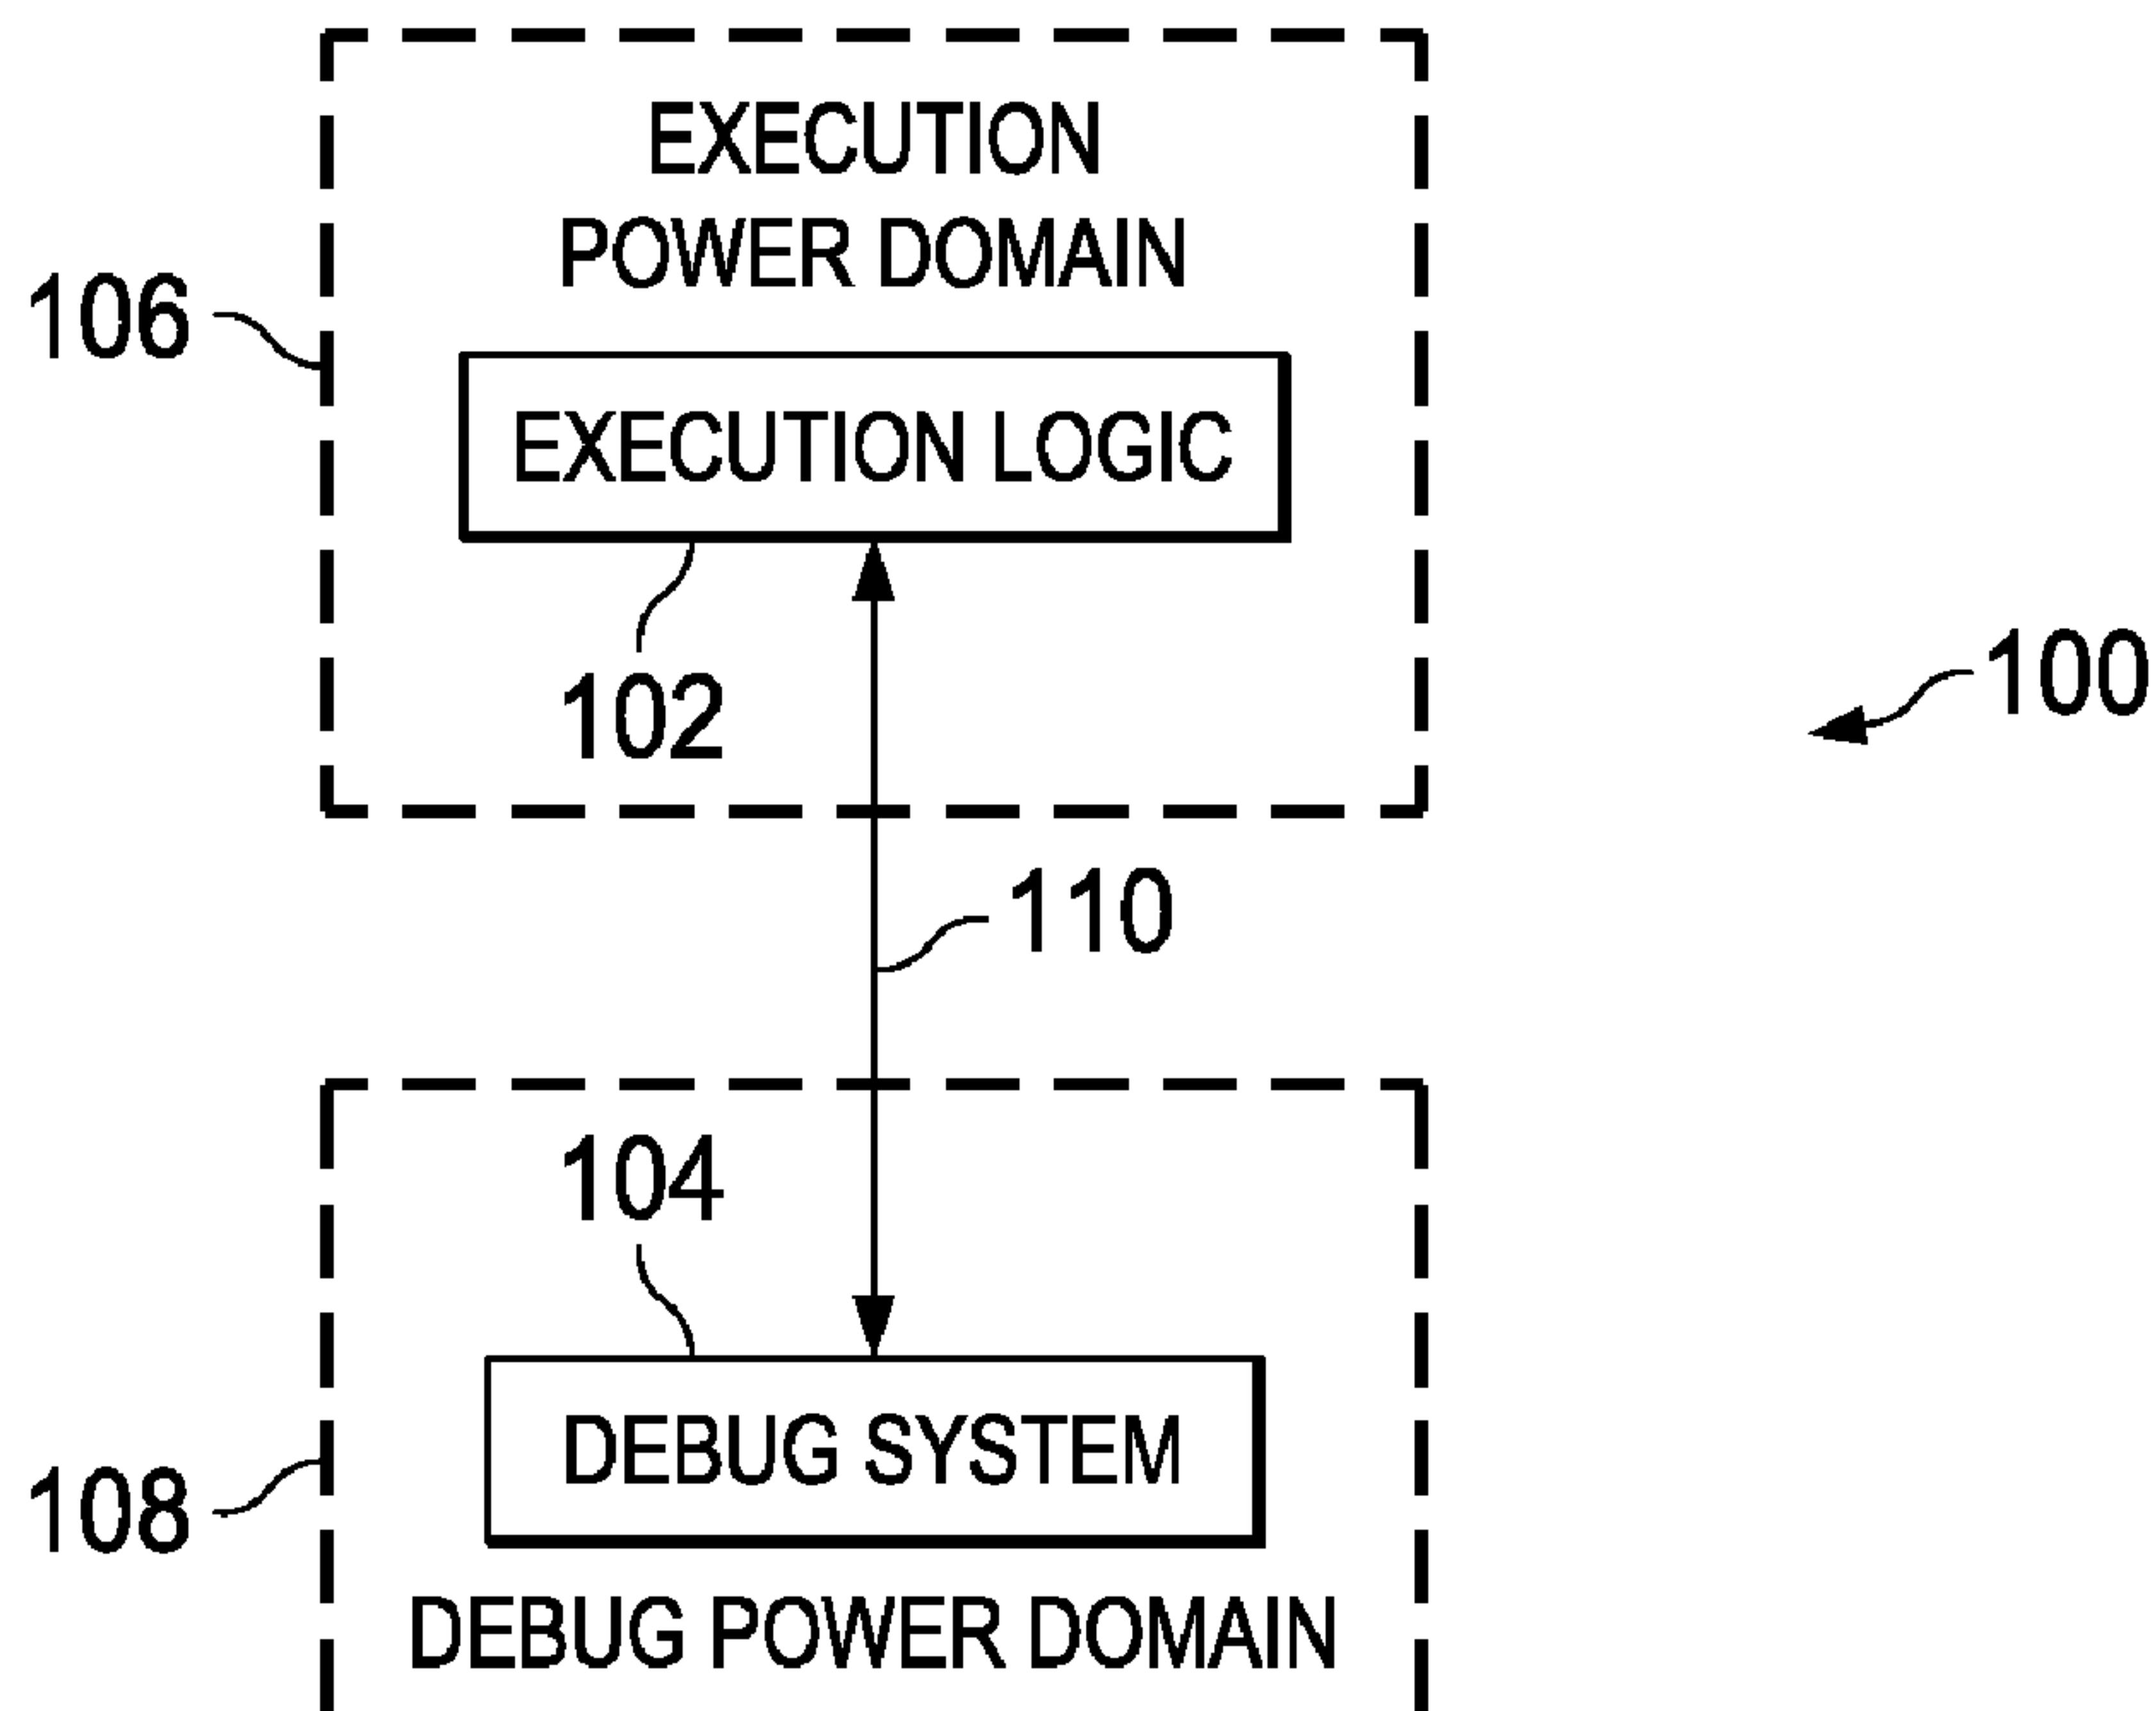 EXECUTION
POWER DOMAIN
106
EXECUTION LOGIC
102
100
110
104
DEBUG SYSTEM
108
DEBUG POWER DOMAIN